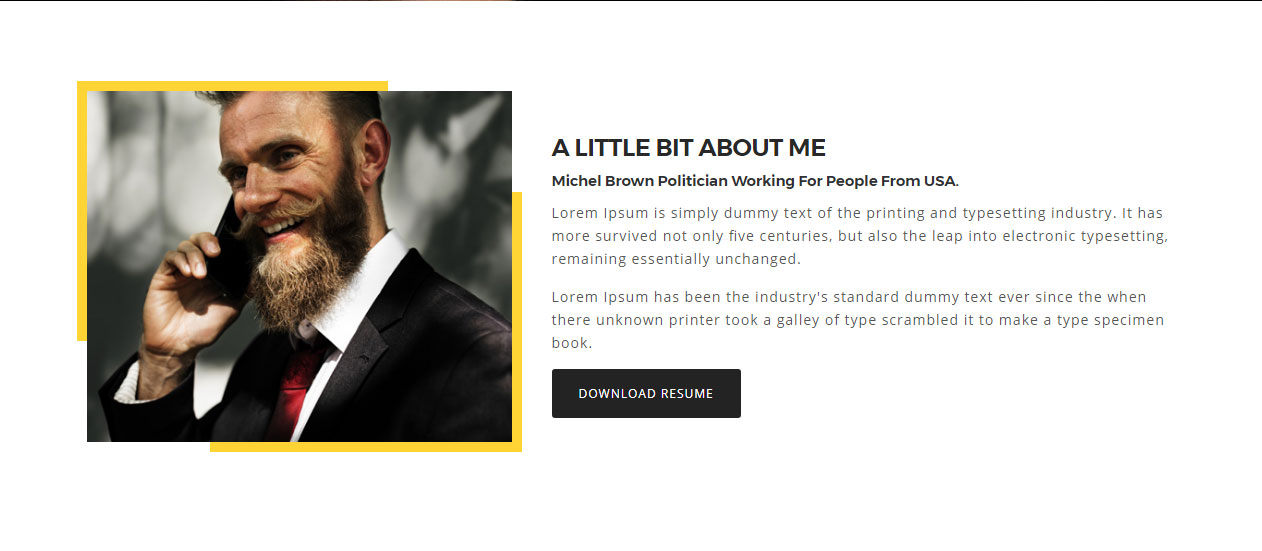 A LITTLE BIT ABOUT ME
Michel Brown Politician Working For People From USA.
Lorem Ipsum is simply dummy text of the printing and typesetting industry. It has
more survived not only five centuries, but also the leap into electronic typesetting,
remaining essentially unchanged.
Lorem Ipsum has been the industry's standard dummy text ever since the when
there unknown printer took a galley of type scrambled it to make a type specimen
book.
DOWNLOAD RESUME